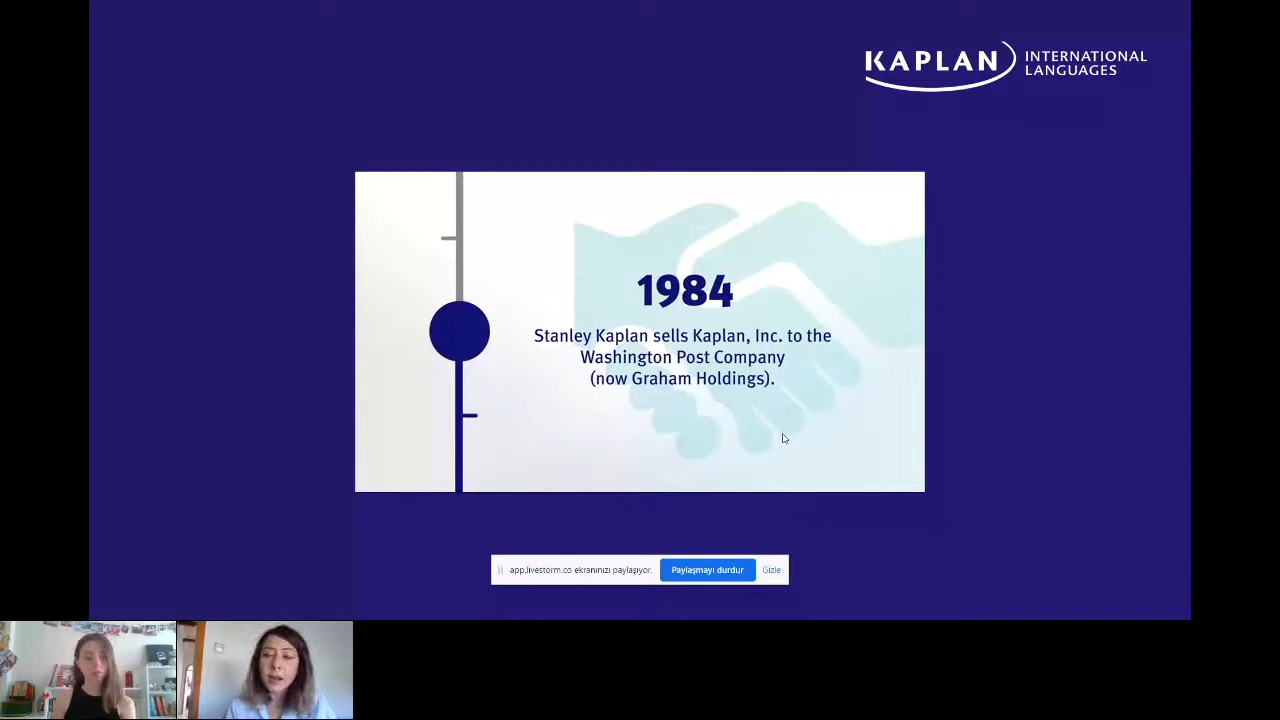 KAPLAN
INTERNATIONAL
LANGUAGES
1984
Stanley Kaplan sells Kaplan, Inc. to the
Washington Post Company
(now Graham Holdings).
app.livestorm.co ekranınızı paylaşıyor.
Paylaşmayı durdur
Gizle